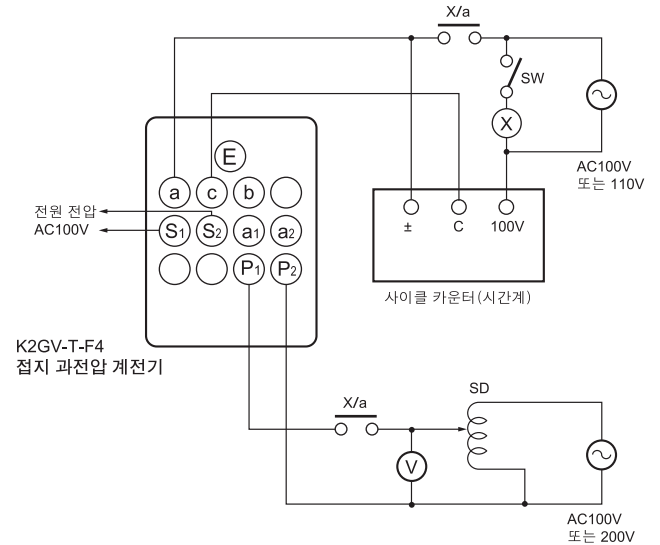 X/a
SW
X
AC100V
또는 110V
E
a c b
전원 전압
AC100V
S1 S2 a1 a2
P1 P2
± C 100V
사이클 카운터(시간계)
K2GV-T-F4
접지 과전압 계전기
X/a
SD
V
AC100V
또는 200V